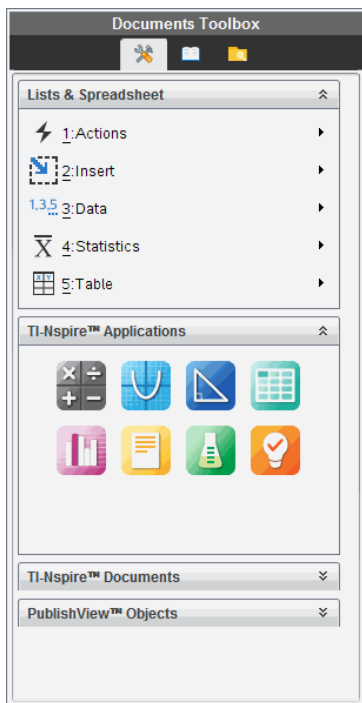 Documents Toolbox
Lists & Spreadsheet
1:Actions
2:Insert
1,3,5 3:Data
X 4:Statistics
X Y 5:Table
TI-Nspire™ Applications
TI-Nspire™ Documents
PublishView™ Objects